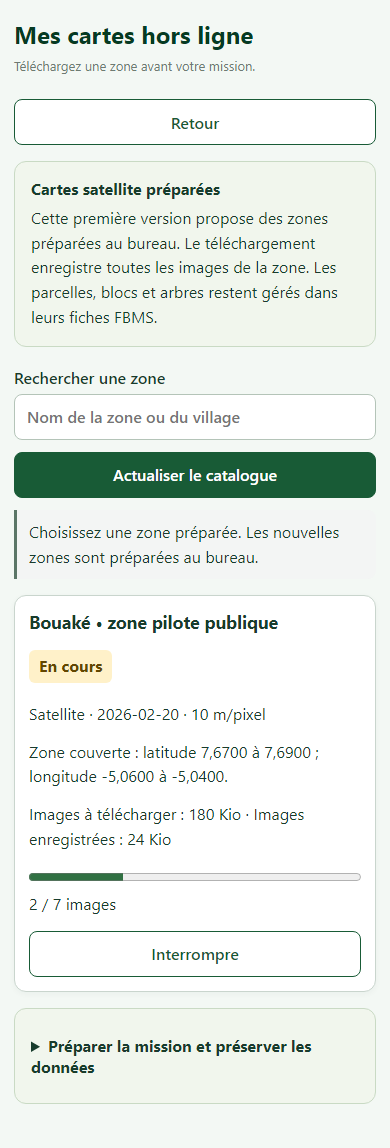 Mes cartes hors ligne
Téléchargez une zone avant votre mission.
Retour
Cartes satellite préparées
Cette première version propose des zones
préparées au bureau. Le téléchargement
enregistre toutes les images de la zone. Les
parcelles, blocs et arbres restent gérés dans
leurs fiches FBMS.
Rechercher une zone
Nom de la zone ou du village
Actualiser le catalogue
Choisissez une zone préparée. Les nouvelles
zones sont préparées au bureau.
Bouaké • zone pilote publique
En cours
Satellite · 2026-02-20 · 10 m/pixel
Zone couverte : latitude 7,6700 à 7,6900 ;
longitude -5,0600 à -5,0400.
Images à télécharger : 180 Kio · Images
enregistrées : 24 Kio
2 / 7 images
Interrompre
▶ Préparer la mission et préserver les
données